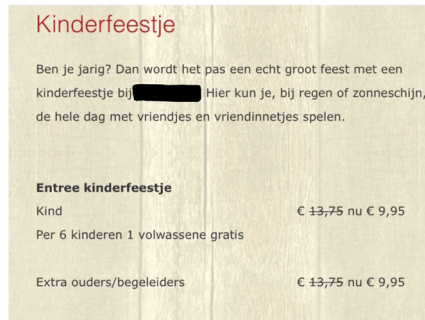 Kinderfeestje
Ben je jarig? Dan wordt het pas een echt groot feest met een
kinderfeestje bij Hier kun je, bij regen of zonneschijn,
de hele dag met vriendjes en vriendinnetjes spelen.
Entree kinderfeestje
Kind € 13,75 nu € 9,95
Per 6 kinderen 1 volwassene gratis
Extra ouders/begeleiders € 13,75 nu € 9,95